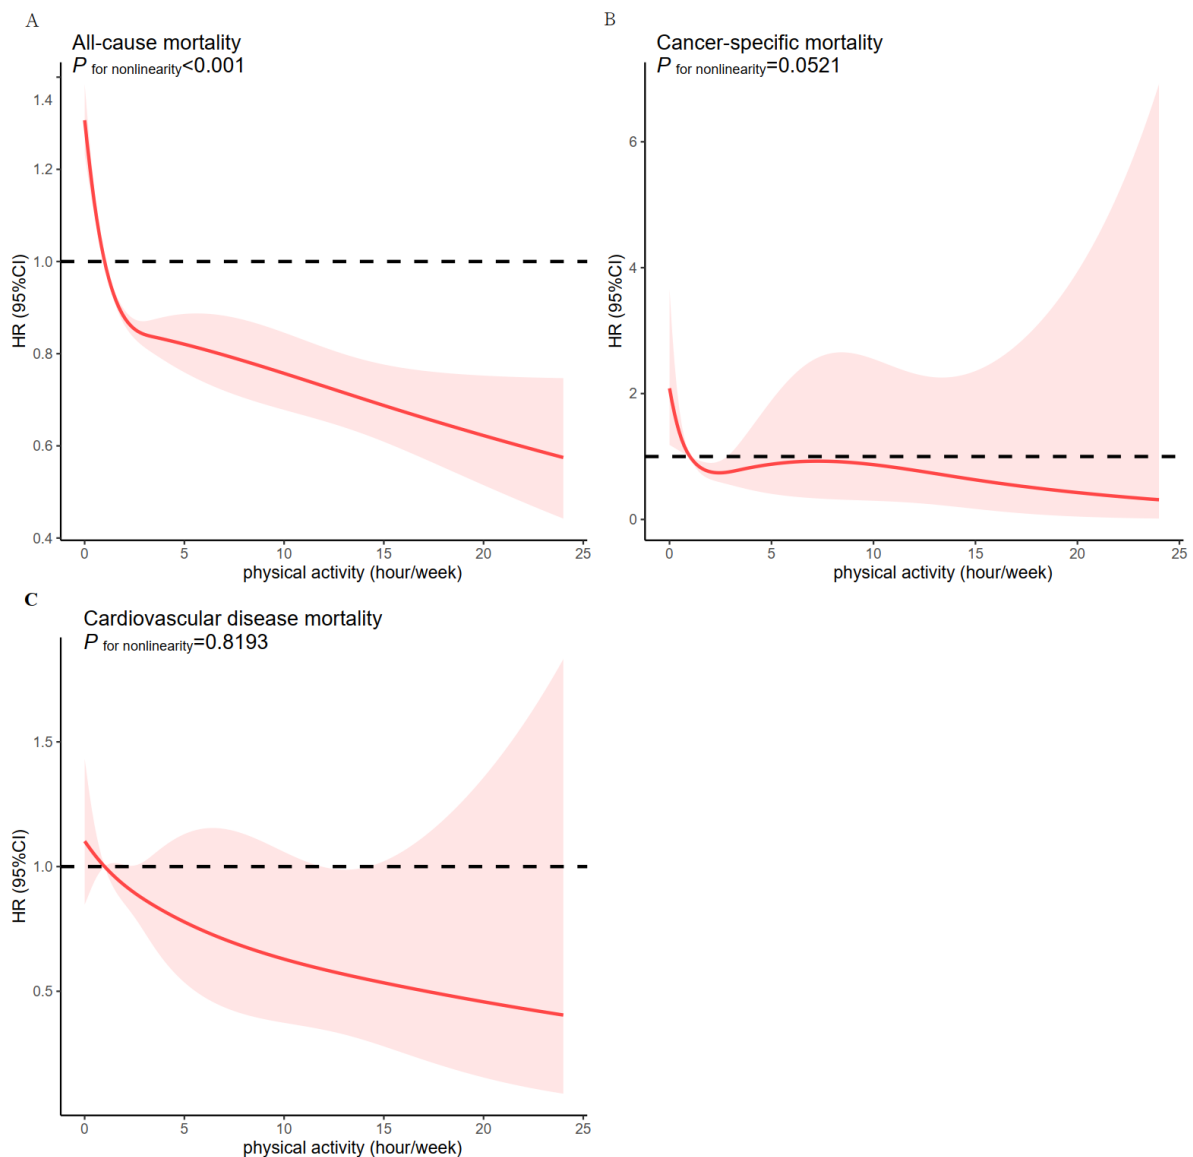 A
All-cause mortality
P for nonlinearity<0.001
1.4
1.2
1.0
0.8
0.6
0.4
HR (95%CI)
0 5 10 15 20 25
physical activity (hour/week)
B
Cancer-specific mortality
P for nonlinearity=0.0521
6
4
2
0
HR (95%CI)
0 5 10 15 20 25
physical activity (hour/week)
C
Cardiovascular disease mortality
P for nonlinearity=0.8193
1.5
1.0
0.5
HR (95%CI)
0 5 10 15 20 25
physical activity (hour/week)